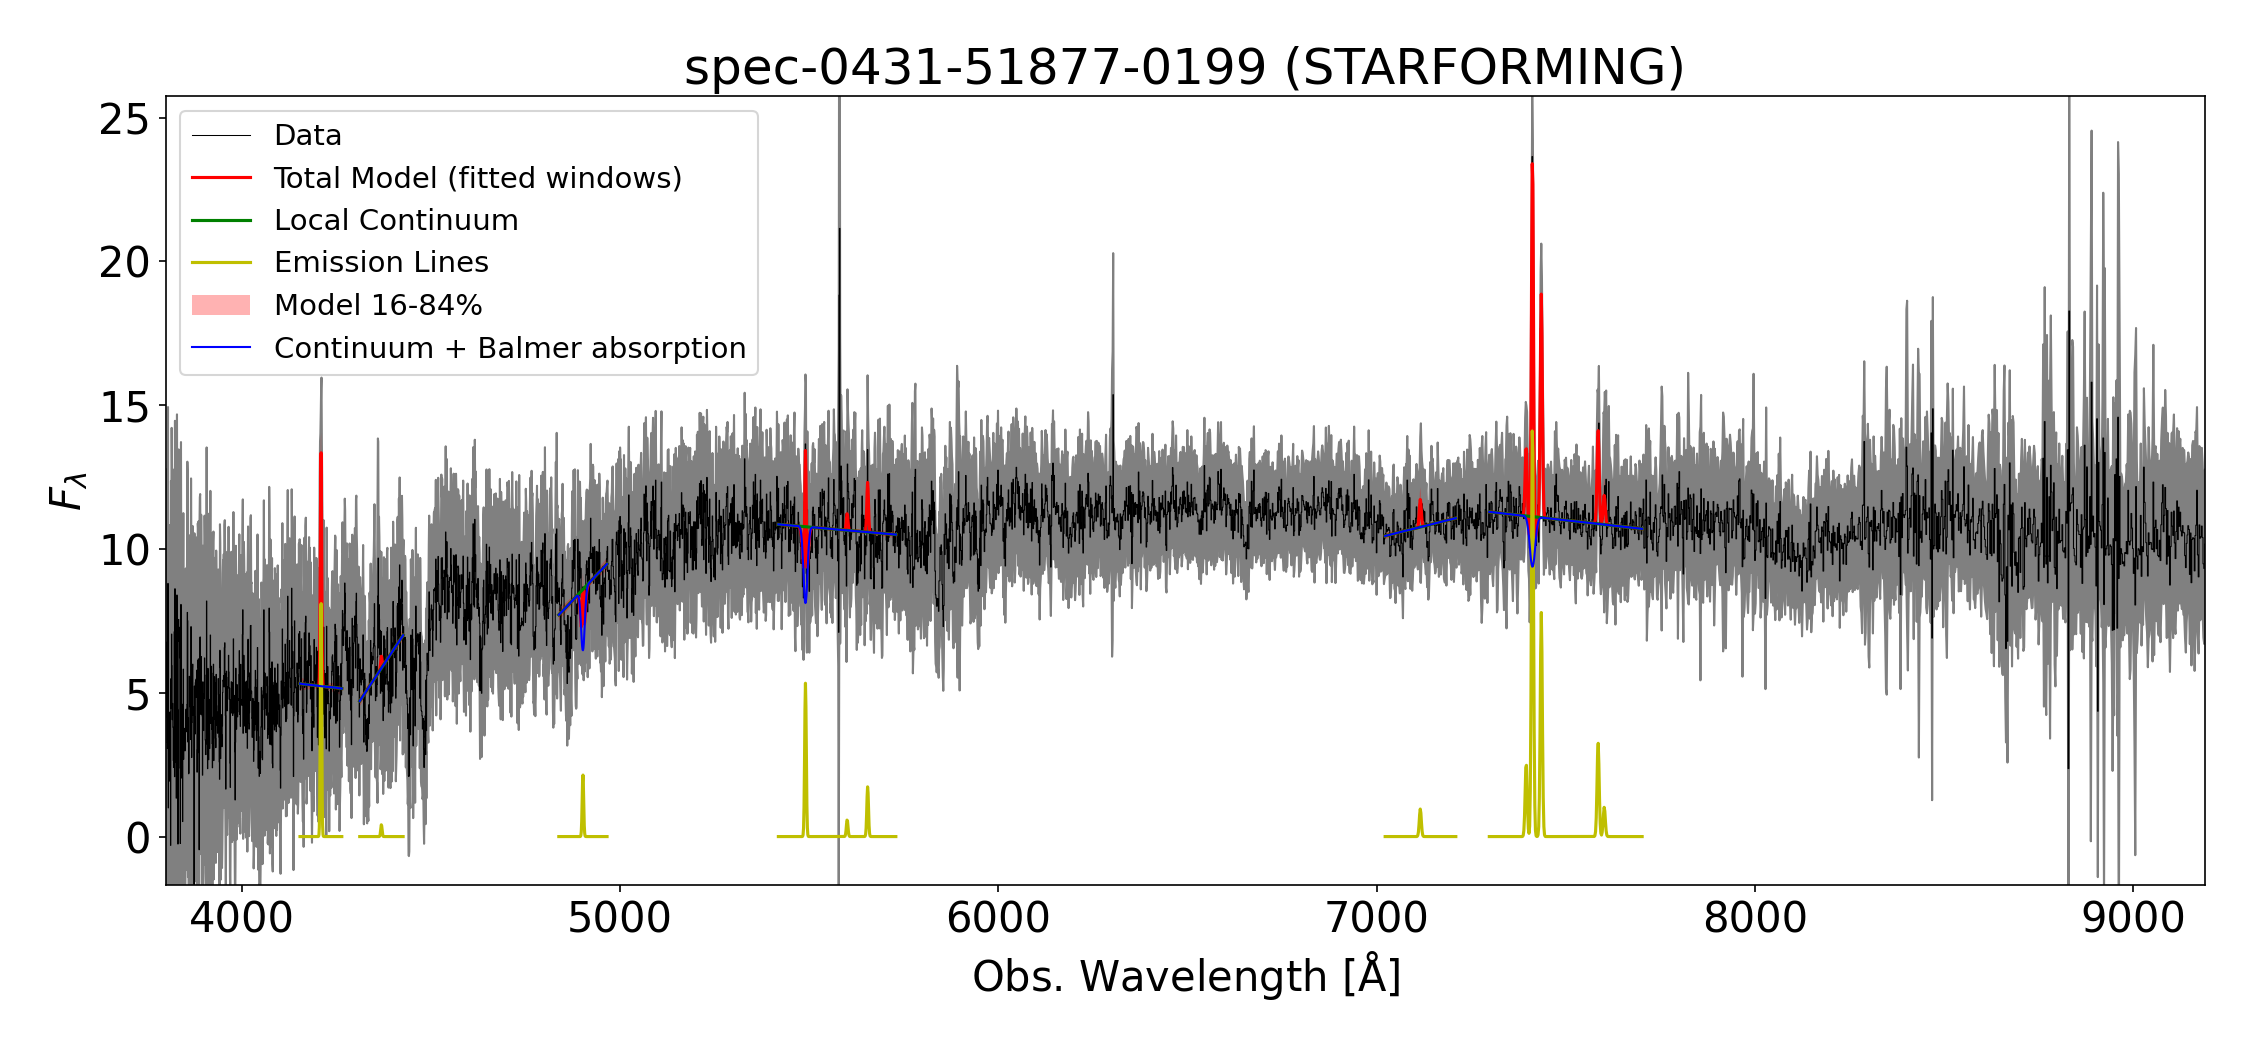 spec-0431-51877-0199 (STARFORMING)
Data
Total Model (fitted windows)
Local Continuum
Emission Lines
Model 16-84%
Continuum + Balmer absorption
25
20
15
10
5
0
Fλ
4000 5000 6000 7000 8000 9000
Obs. Wavelength [Å]